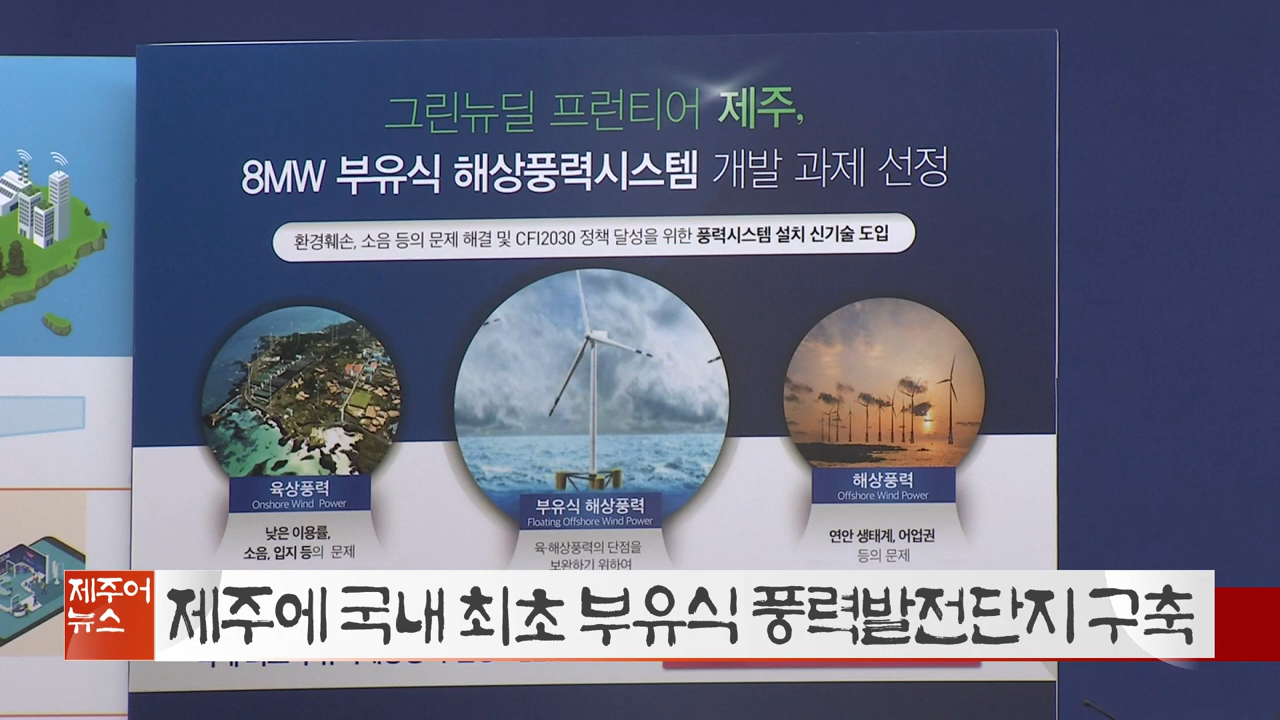 그린뉴딜 프런티어 제주,
8MW 부유식 해상풍력시스템 개발 과제 선정
환경훼손, 소음 등의 문제 해결 및 CFI2030 정책 달성을 위한 풍력시스템 설치 신기술 도입
육상풍력
Onshore Wind Power
낮은 이용률,
소음, 입지 등의 문제
부유식 해상풍력
Floating Offshore Wind Power
육·해상풍력의 단점을
보완하기 위하여
해상풍력
Offshore Wind Power
연안 생태계, 어업권
등의 문제
제주어
뉴스
제주에 국내 최초 부유식 풍력발전단지 구축